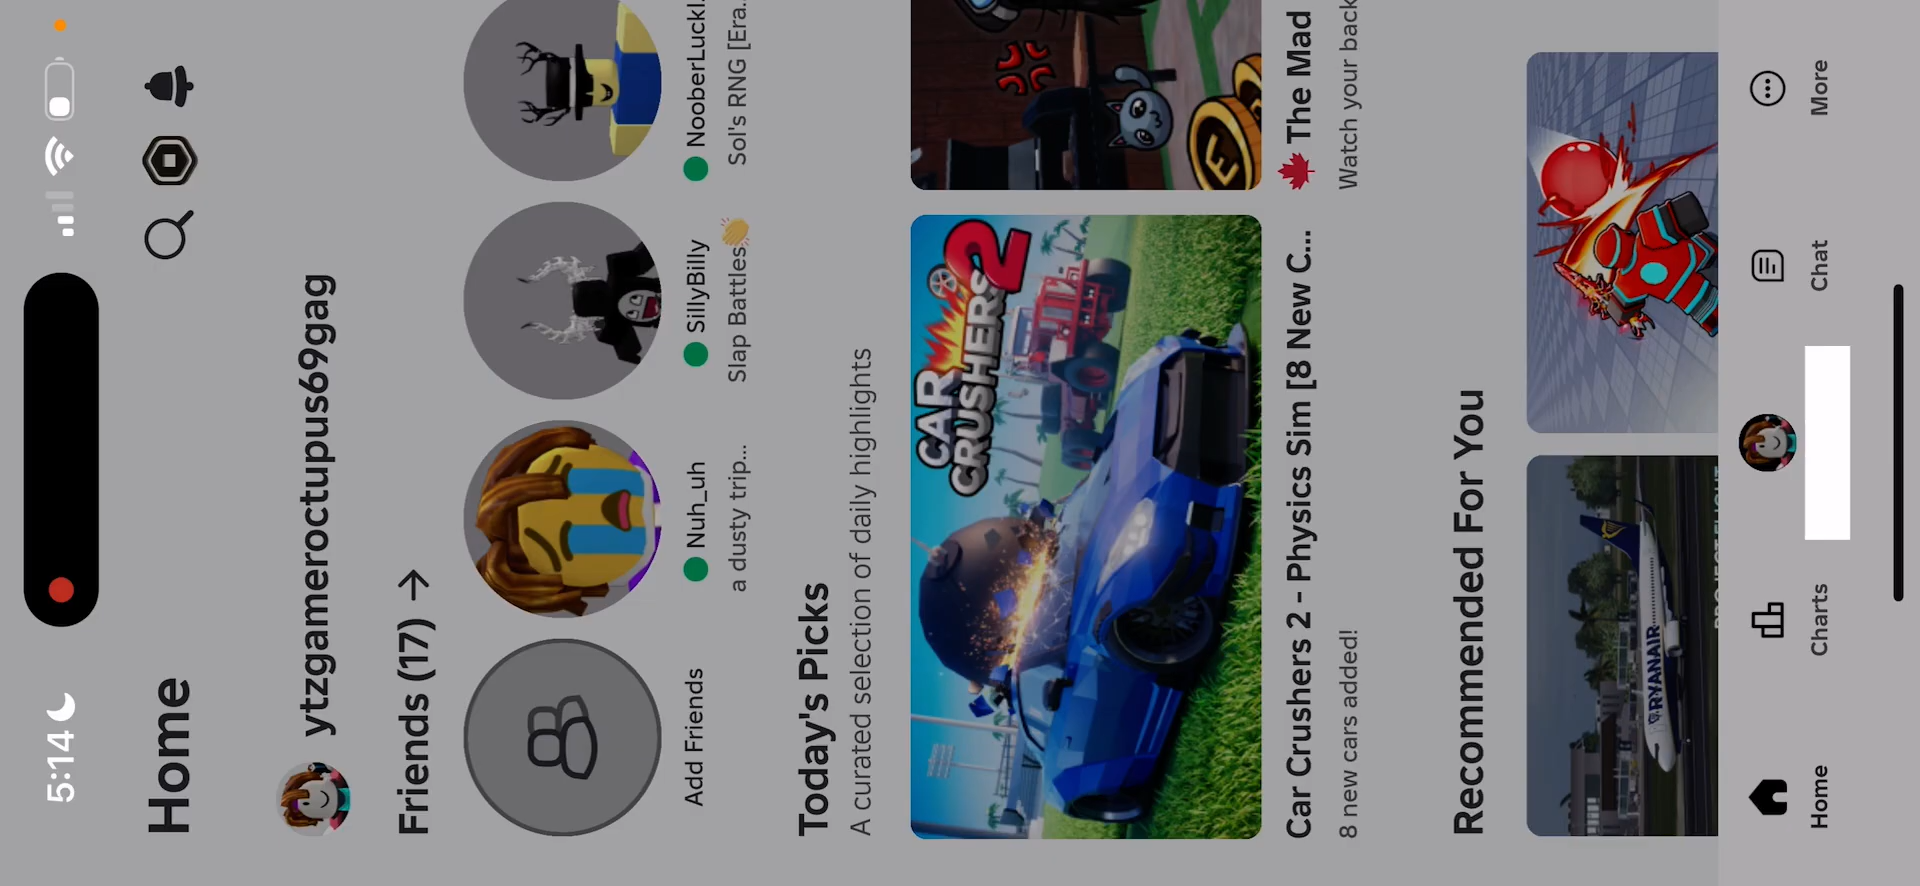 5:14
Home
ytzgameroctupus69gag
Friends (17) →
Add Friends
Nuh_uh
a dusty trip...
SillyBilly
Slap Battles👏
NooberLuckI.
Sol's RNG [Era.
Today's Picks
A curated selection of daily highlights
CAR CRUSHERS 2
E
Car Crushers 2 - Physics Sim [8 New C...
8 new cars added!
🍁 The Mad
Watch your back
Recommended For You
RYANAIR
Home
Charts
Chat
More